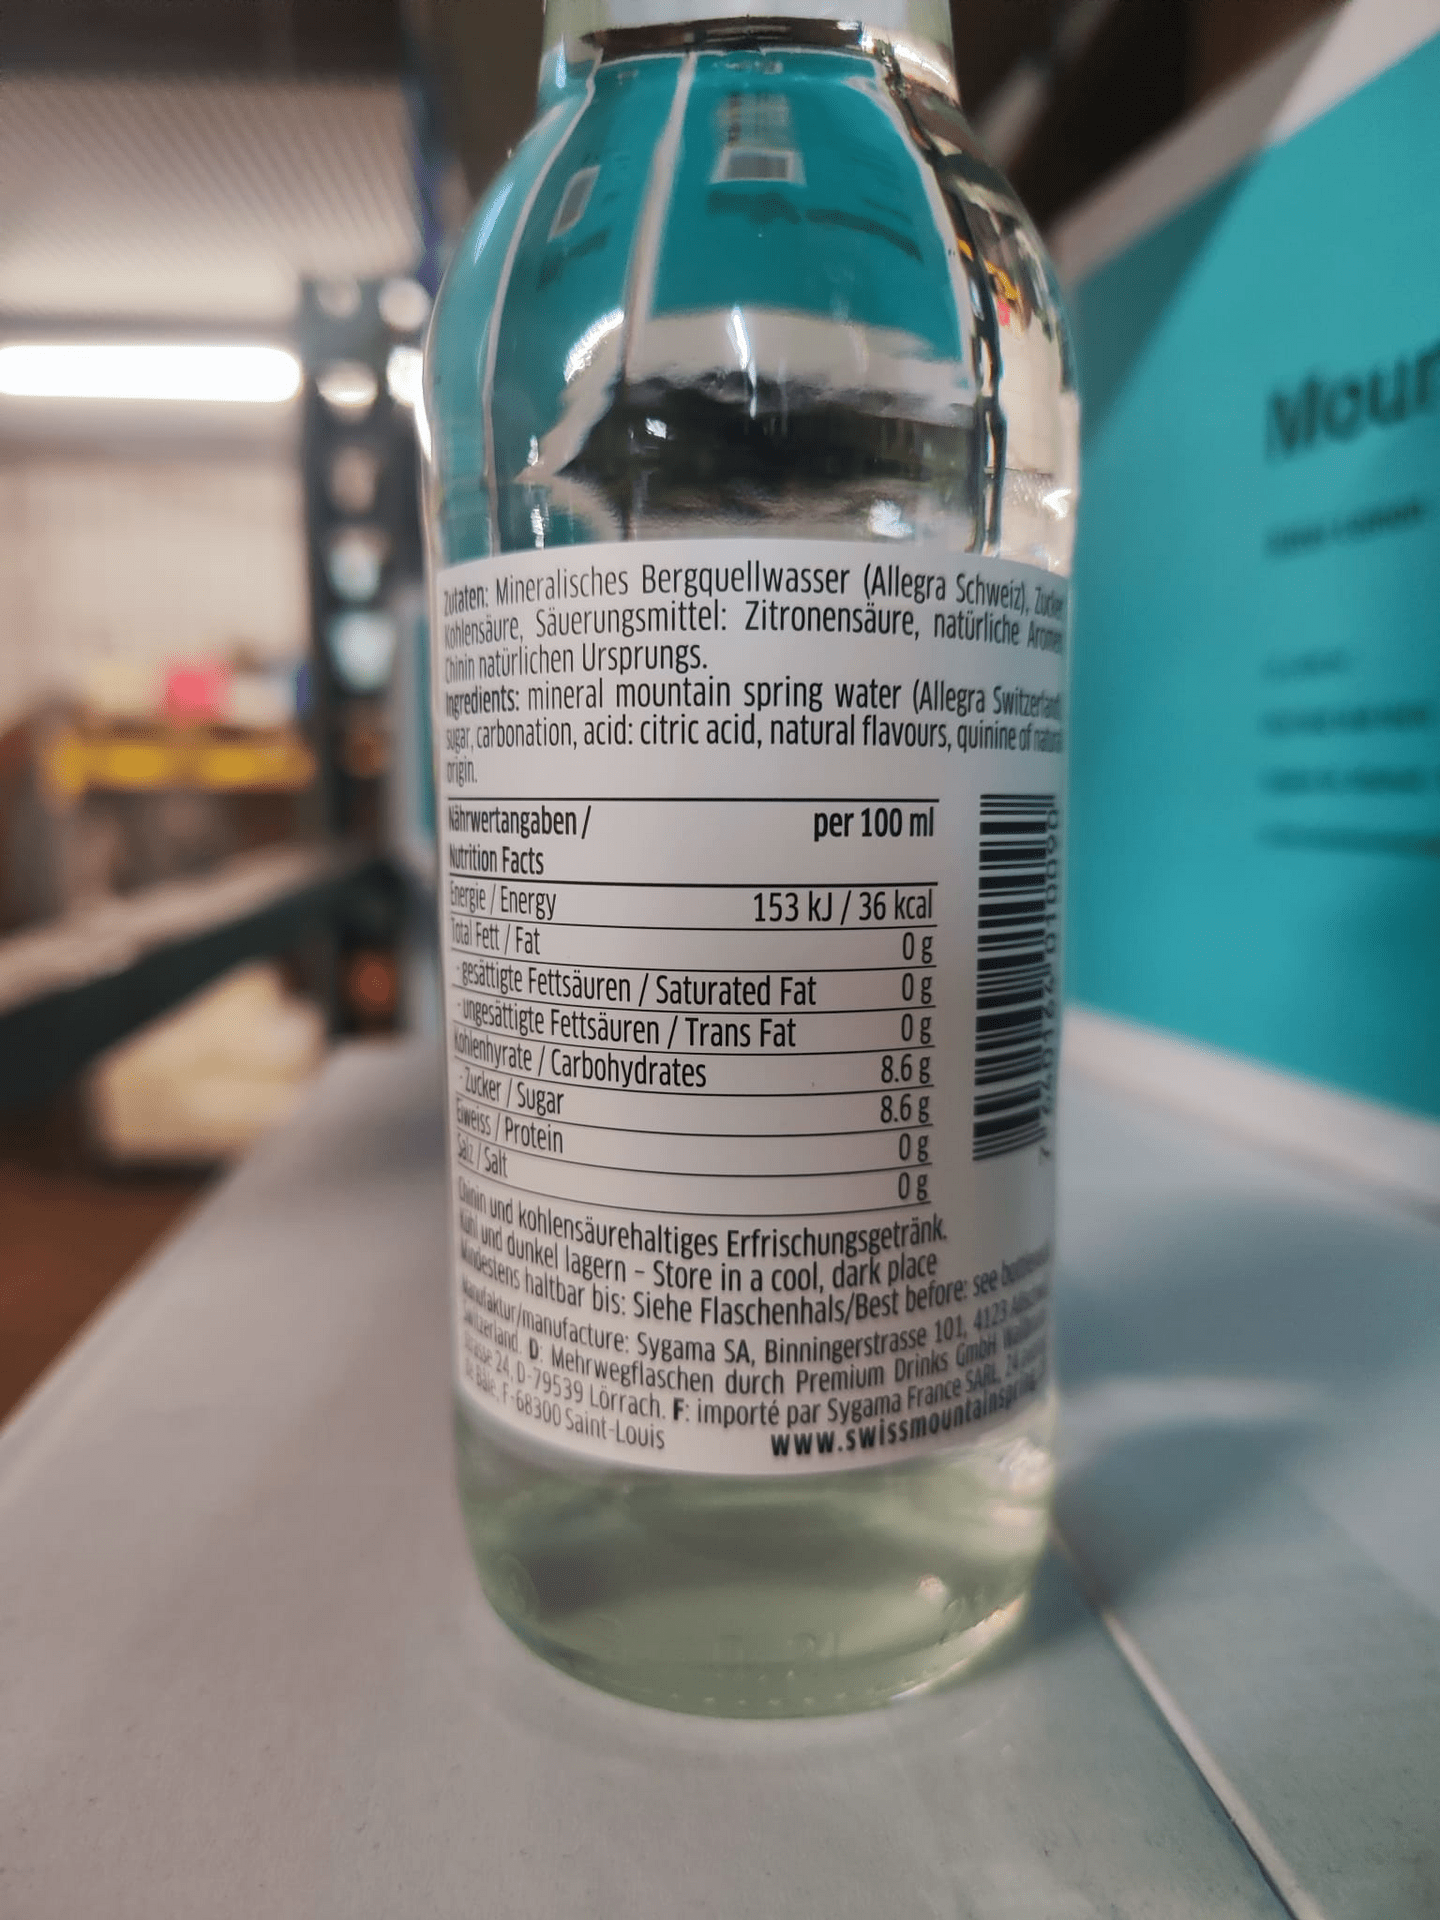 Zutaten: Mineralisches Bergquellwasser (Allegra Schweiz), Zucker
Kohlensäure, Säuerungsmittel: Zitronensäure, natürliche Aromen
Chinin natürlichen Ursprungs.
Ingredients: mineral mountain spring water (Allegra Switzerland
sugar, carbonation, acid: citric acid, natural flavours, quinine of natural
origin.
Nährwertangaben / per 100 ml
Nutrition Facts
Energie / Energy 153 kJ / 36 kcal
Total Fett / Fat 0 g
- gesättigte Fettsäuren / Saturated Fat 0 g
- ungesättigte Fettsäuren / Trans Fat 0 g
Kohlenhyrate / Carbohydrates 8.6 g
- Zucker / Sugar 8.6 g
Eiweiss / Protein 0 g
Salz / Salt 0 g
Chinin und kohlensäurehaltiges Erfrischungsgetränk.
Kühl und dunkel lagern - Store in a cool, dark place
Mindestens haltbar bis: Siehe Flaschenhals/Best before: see
Manufaktur/manufacture: Sygama SA, Binningerstrasse 101, 4123
Switzerland. D: Mehrwegflaschen durch Premium Drinks GmbH
Strasse 24, D-79539 Lörrach. F: importé par Sygama France SARL, 24
de Bâle, F-68300 Saint-Louis
www.swissmountainspring
Moun